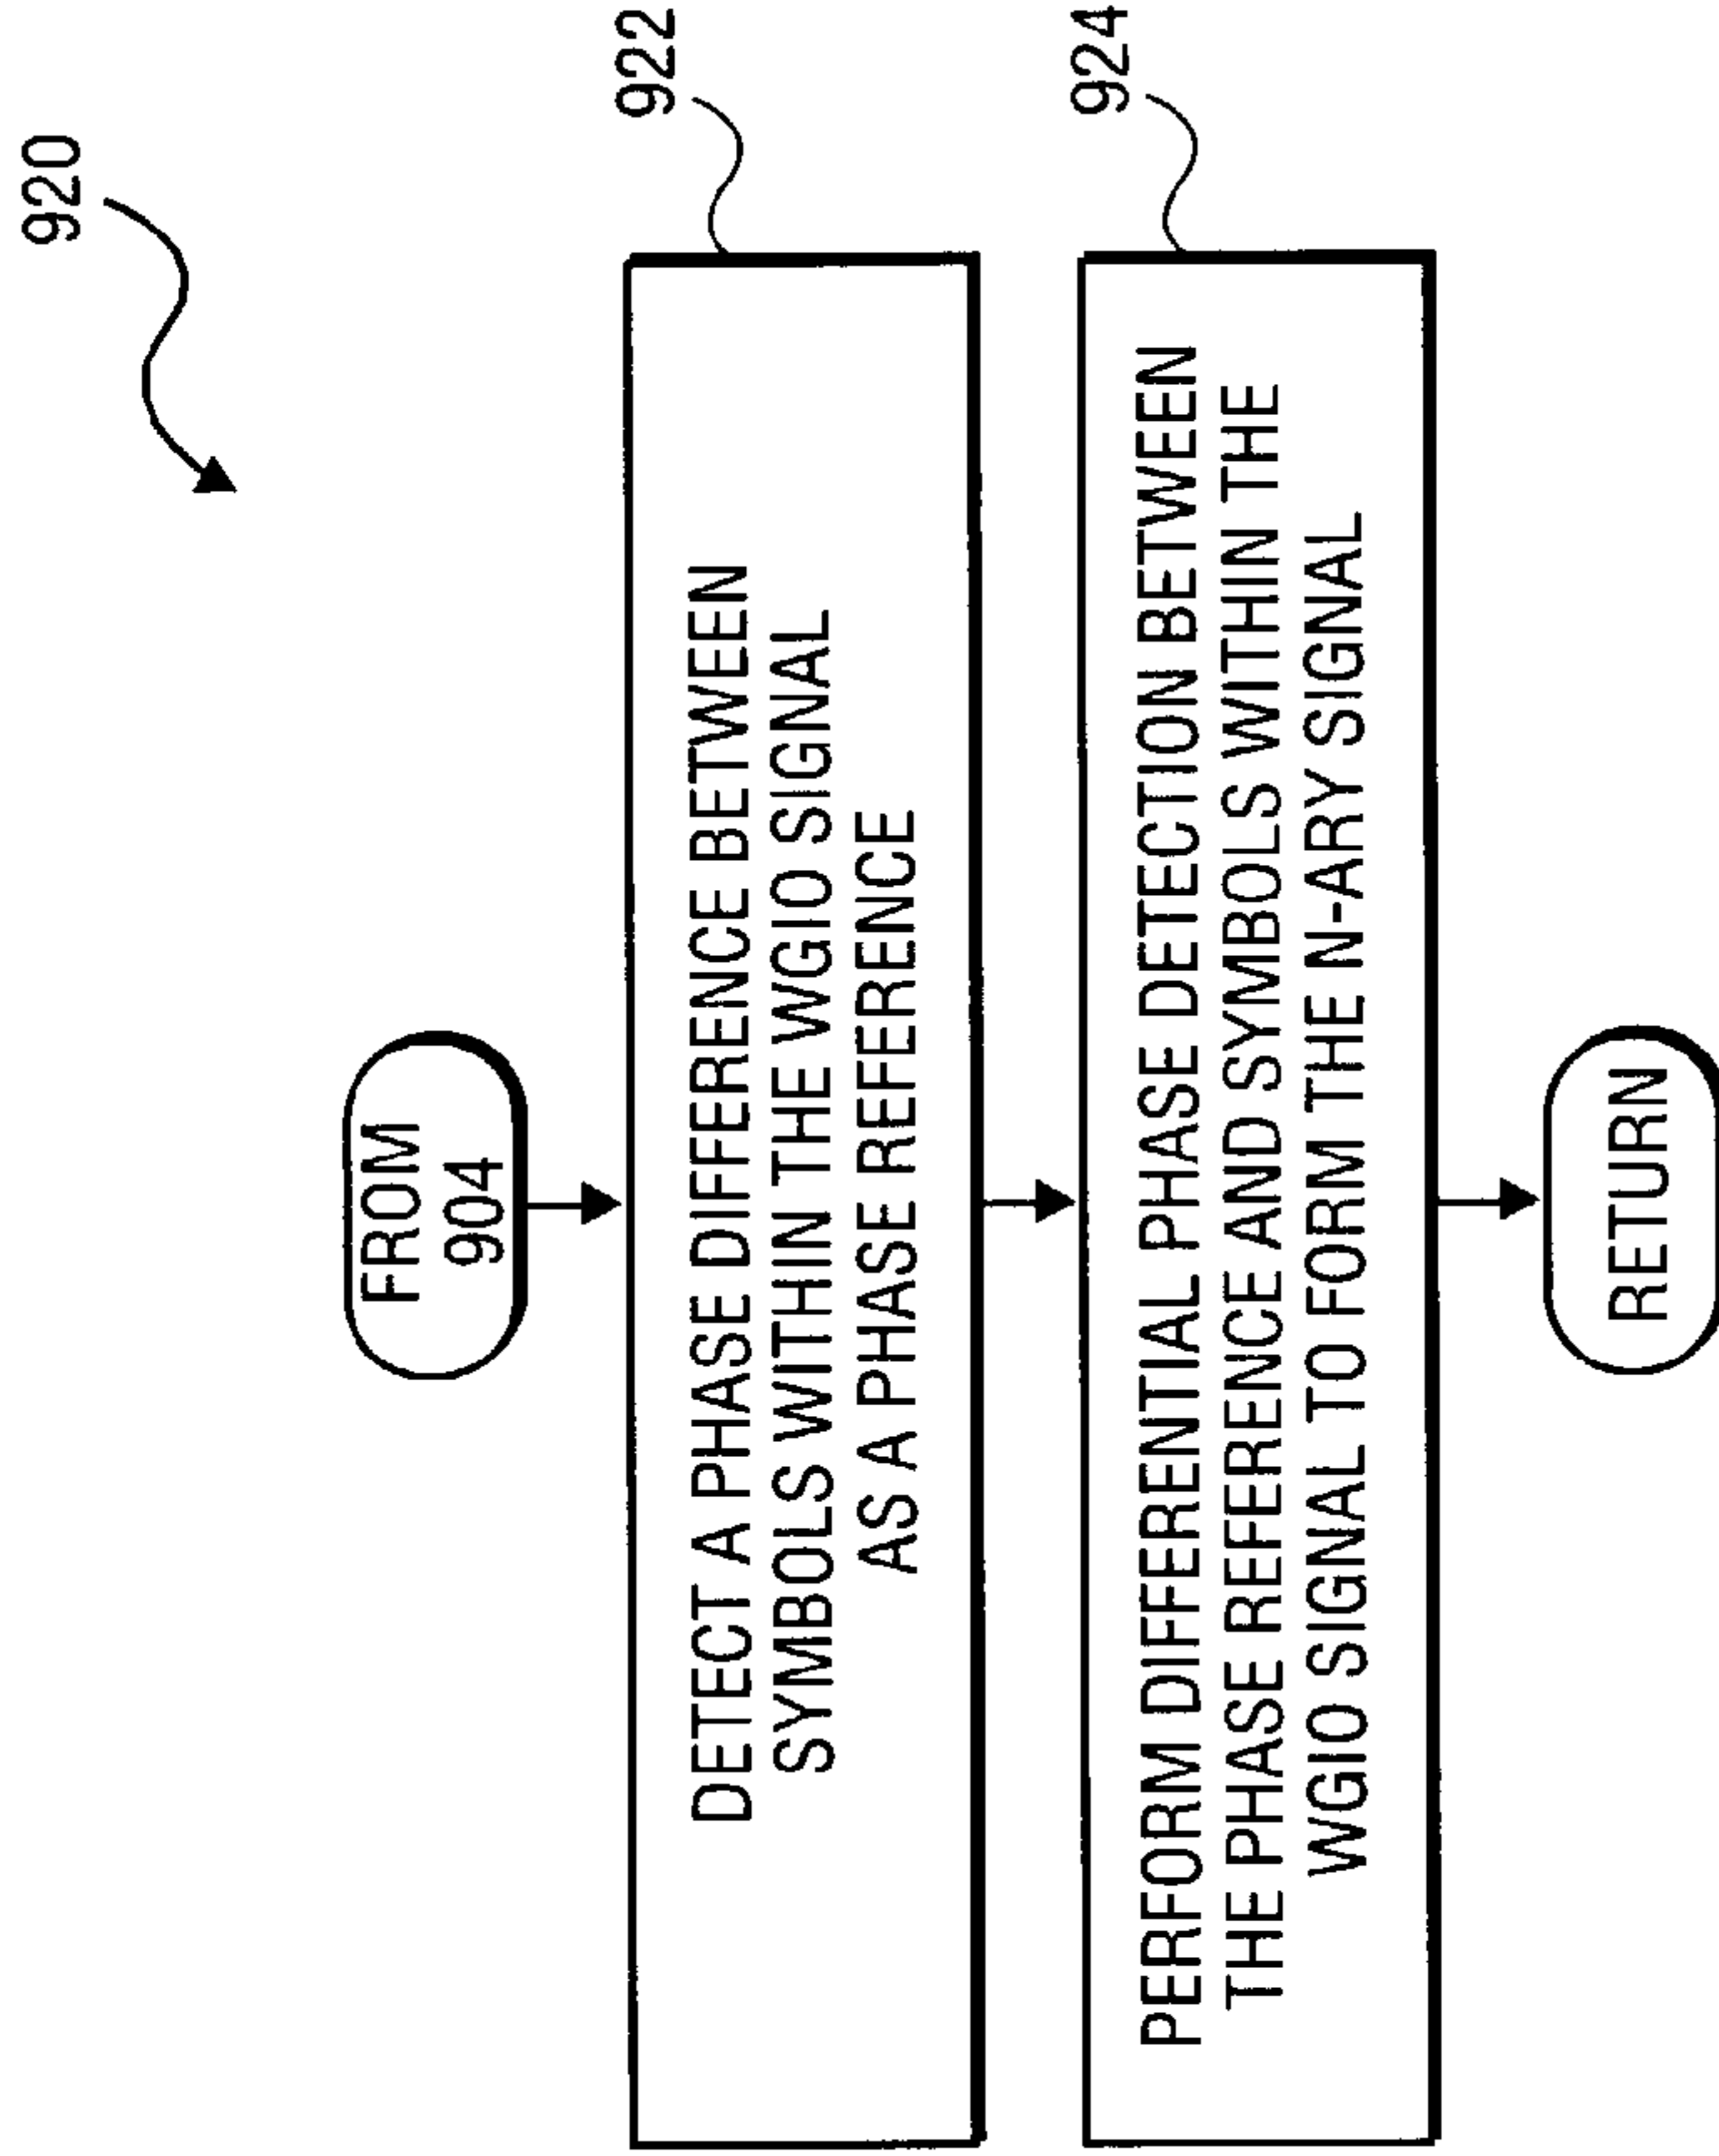 920
FROM
904
922
DETECT A PHASE DIFFERENCE BETWEEN
SYMBOLS WITHIN THE WGIO SIGNAL
AS A PHASE REFERENCE
924
PERFORM DIFFERENTIAL PHASE DETECTION BETWEEN
THE PHASE REFERENCE AND SYMBOLS WITHIN THE
WGIO SIGNAL TO FORM THE N-ARY SIGNAL
RETURN